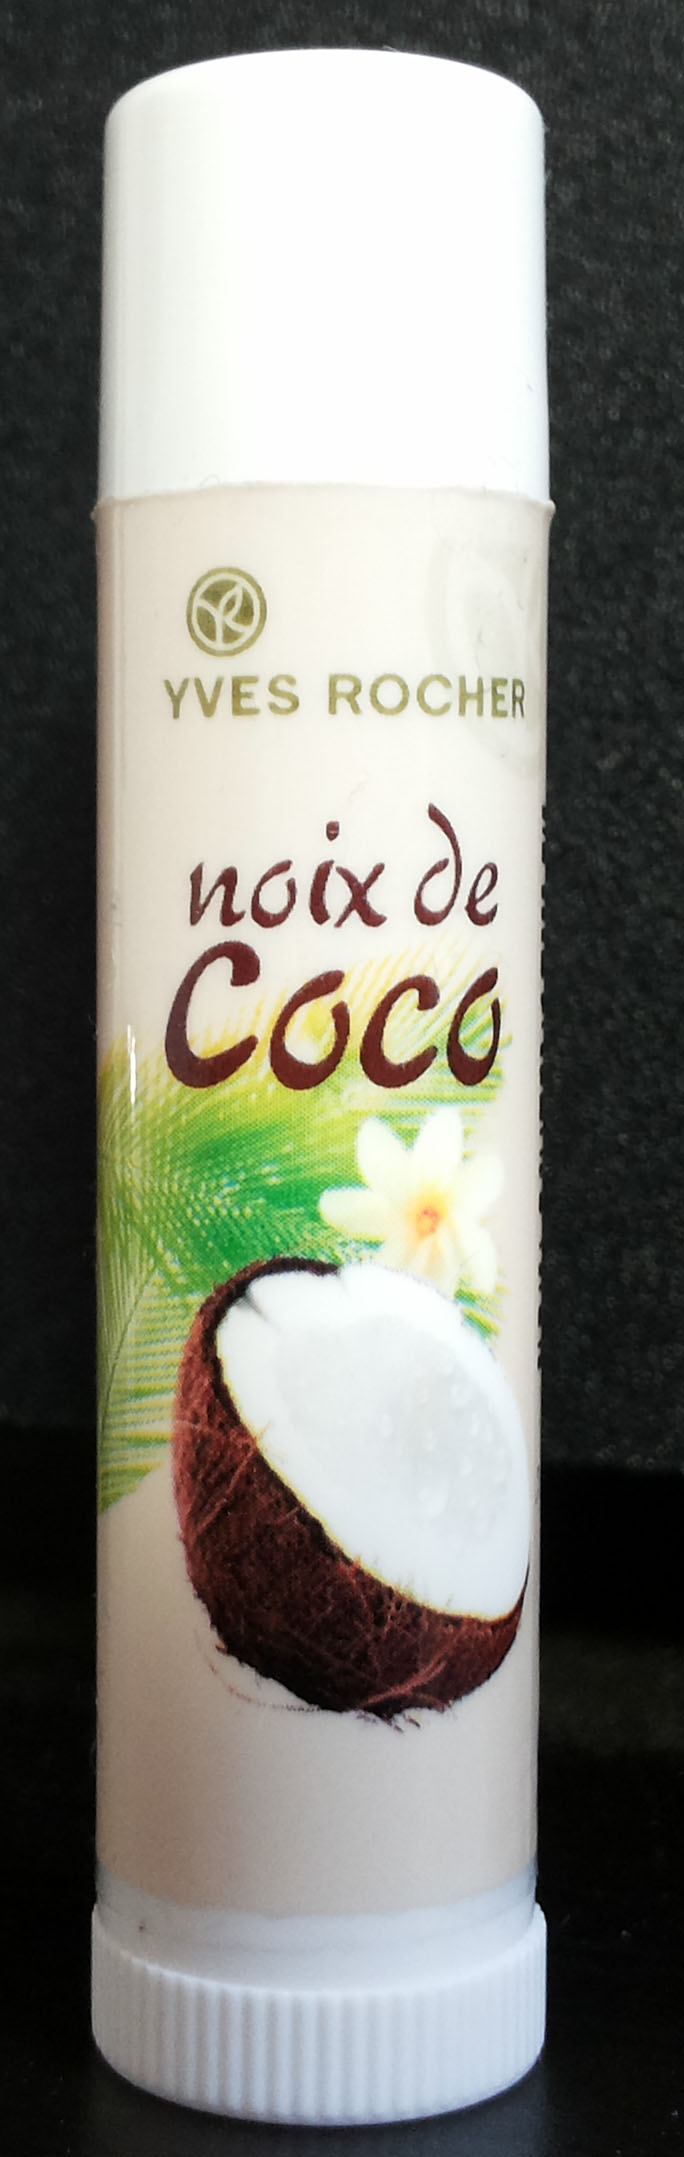 YVES ROCHER
noix de
Coco